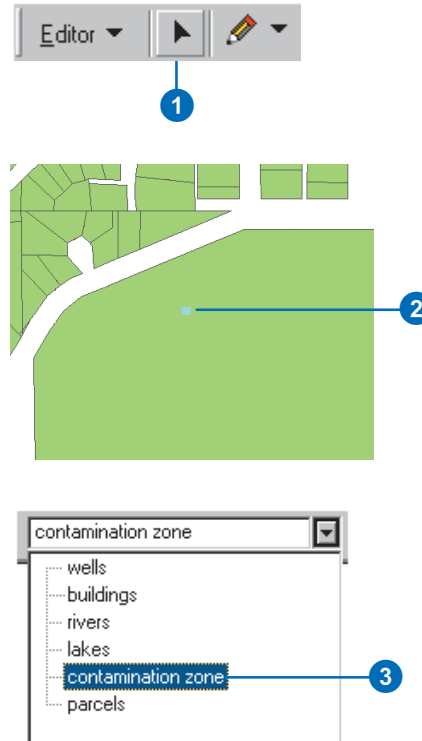 Editor
1
2
contamination zone
wells
buildings
rivers
lakes
contamination zone
3
parcels